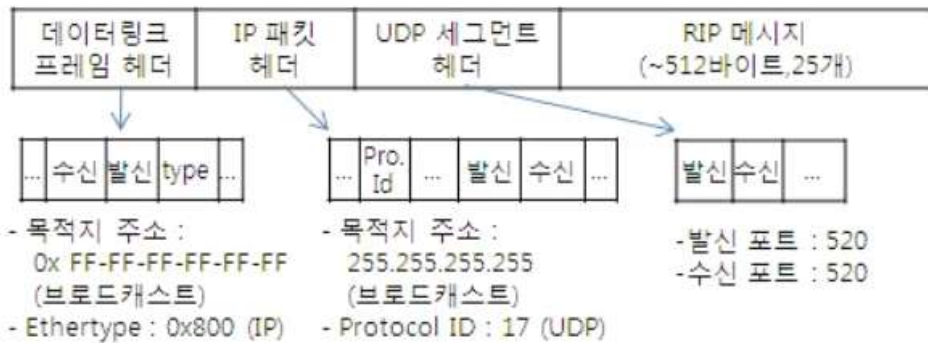 데이터링크
프레임 헤더
IP 패킷
헤더
UDP 세그먼트
헤더
RIP 메시지
(~512바이트,25개)
... 수신 발신 type ...
... Pro. Id ... 발신 수신 ...
발신 수신 ...
- 목적지 주소 :
0x FF-FF-FF-FF-FF-FF
(브로드캐스트)
- Ethertype : 0x800 (IP)
- 목적지 주소 :
255.255.255.255
(브로드캐스트)
- Protocol ID : 17 (UDP)
-발신 포트 : 520
-수신 포트 : 520